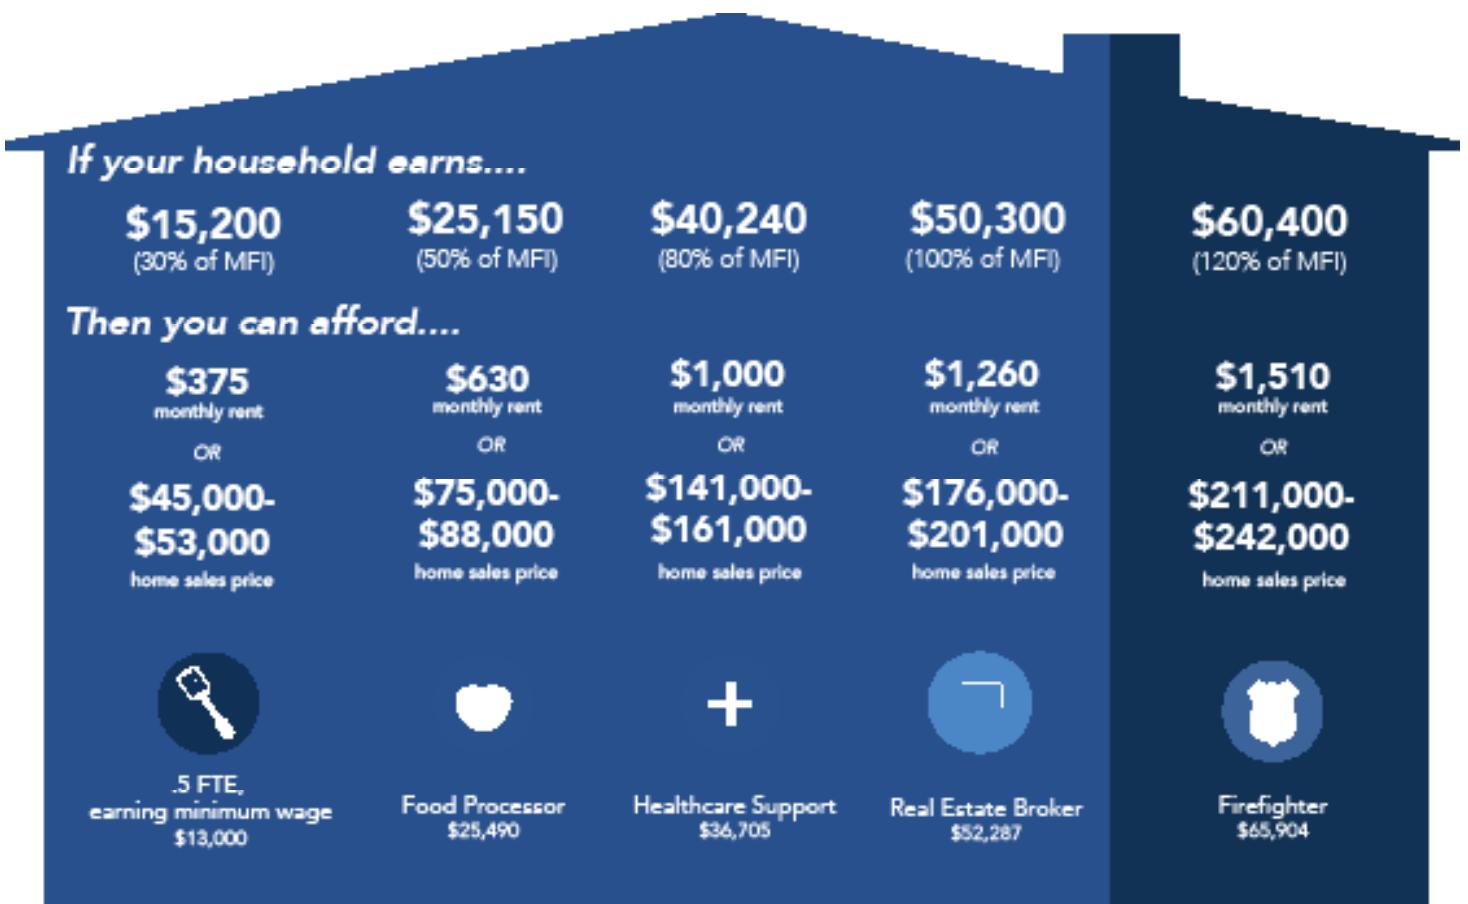 If your household earns....
$15,200 $25,150 $40,240 $50,300 $60,400
(30% of MFI) (50% of MFI) (80% of MFI) (100% of MFI) (120% of MFI)
Then you can afford....
$375 $630 $1,000 $1,260 $1,510
monthly rent monthly rent monthly rent monthly rent monthly rent
OR OR OR OR OR
$45,000- $75,000- $141,000- $176,000- $211,000-
$53,000 $88,000 $161,000 $201,000 $242,000
home sales price home sales price home sales price home sales price home sales price
.5 FTE,
earning minimum wage Food Processor Healthcare Support Real Estate Broker Firefighter
$13,000 $25,490 $36,705 $52,287 $65,904